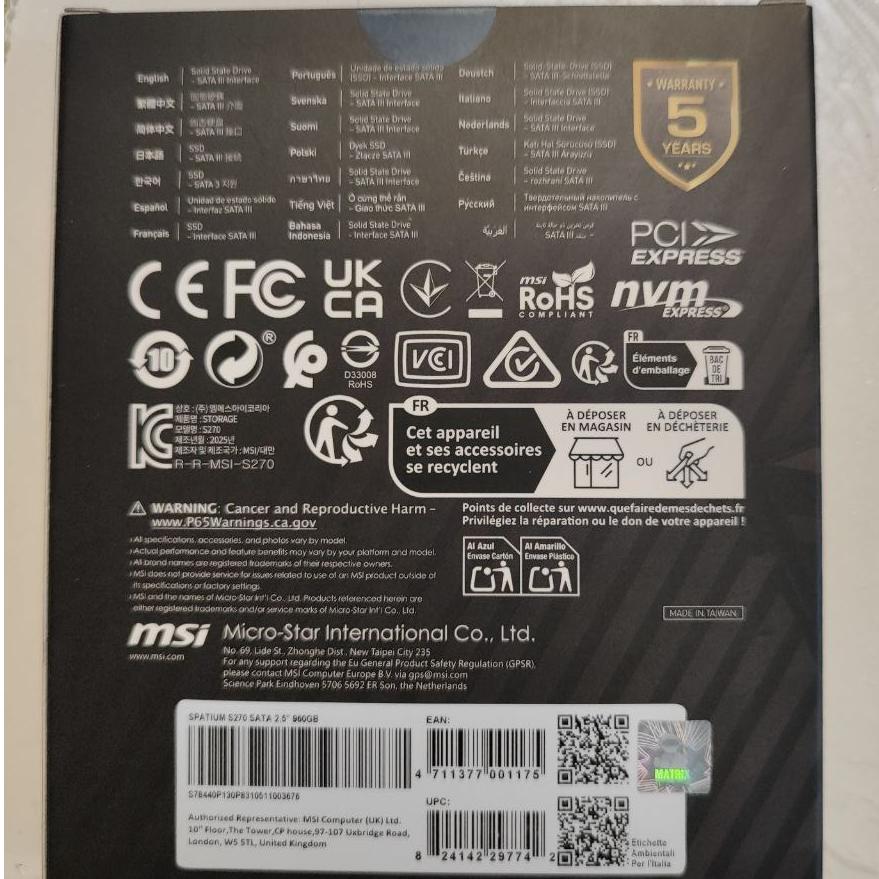 English
Solid State Drive
- SATA III Interface
繁體中文
固態硬碟
- SATA III 介面
简体中文
固态硬盘
- SATA III 接口
日本語
SSD
- SATA III 接続
한국어
SSD
- SATA 3 지원
Español
Unidad de estado sólido
- Interfaz SATA III
Français
SSD
- Interface SATA III
Português
Unidade de estado sólido
(SSD) - Interface SATA III
Svenska
Solid State Drive
- SATA III Interface
Suomi
Solid State Drive
- SATA III Interface
Polski
Dysk SSD
- Złącze SATA III
ภาษาไทย
Solid State Drive
- SATA III Interface
Tiếng Việt
Ổ cứng thể rắn
- Giao thức SATA III
Bahasa
Indonesia
Solid State Drive
- Interface SATA III
Deustch
Solid-State-Drive (SSD)
- SATA III-Schnittstelle
Italiano
Solid State Drive (SSD)
- Interfaccia SATA III
Nederlands
Solid State Drive
- SATA III Interface
Türkçe
Katı Hal Sürücüsü (SSD)
- SATA III Arayüzü
Čeština
Solid State Drive
- rozhraní SATA III
Русский
Твердотельный накопитель с
интерфейсом SATA III
العربية
SATA III
WARRANTY
5
YEARS
PCI
EXPRESS
CE FC UK
CA
msi
RoHS
COMPLIANT
nvm
EXPRESS
10
®
D33008
RoHS
VCCI
FR
Éléments
d'emballage
BAC
DE
TRI
상호 : (주) 엠에스아이코리아
제품명 : STORAGE
모델명 : S270
제조년월 : 2025년
제조자 및 제조국가 : MSI/대만
R-R-MSI-S270
FR
Cet appareil
et ses accessoires
se recyclent
À DÉPOSER
EN MAGASIN
OU
À DÉPOSER
EN DÉCHÈTERIE
Points de collecte sur www.quefairedemesdechets.fr
Privilégiez la réparation ou le don de votre appareil !
WARNING: Cancer and Reproductive Harm –
www.P65Warnings.ca.gov
› All specifications, accessories, and photos vary by model.
› Actual performance and feature benefits may vary by your platform and model.
› All brand names are registered trademarks of their respective owners.
› MSI does not provide service for issues related to use of an MSI product outside of
its specifications or factory settings.
› MSI and the names of Micro-Star Int'l Co., Ltd. Products referenced herein are
either registered trademarks and/or service marks of Micro-Star Int'l Co., Ltd.
Al Azul
Envase Cartón
Al Amarillo
Envase Plástico
MADE IN TAIWAN
msi
www.msi.com
Micro-Star International Co., Ltd.
No. 69, Lide St., Zhonghe Dist., New Taipei City 235
For any support regarding the Eu General Product Safety Regulation (GPSR),
please contact MSI Computer Europe B.V. via gps@msi.com
Science Park Eindhoven 5706 5692 ER Son, the Netherlands
SPATIUM S270 SATA 2.5" 960GB
S78440P130P8310511003676
Authorized Representative: MSI Computer (UK) Ltd.
10" Floor,The Tower,CP house,97-107 Uxbridge Road,
London, W5 5TL, United Kingdom
EAN:
4 711377 001175
UPC:
8 24142 29774 2
MATRIX
Etichette
Ambientali
Per l'Italia